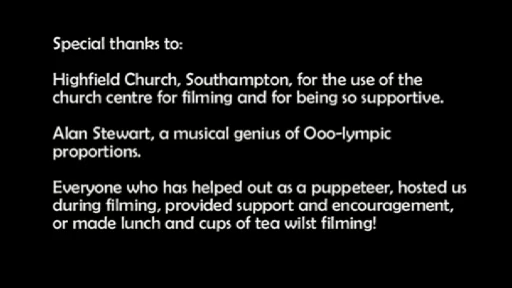 Special thanks to:
Highfield Church, Southampton, for the use of the
church centre for filming and for being so supportive.
Alan Stewart, a musical genius of Ooo-lympic
proportions.
Everyone who has helped out as a puppeteer, hosted us
during filming, provided support and encouragement,
or made lunch and cups of tea wilst filming!